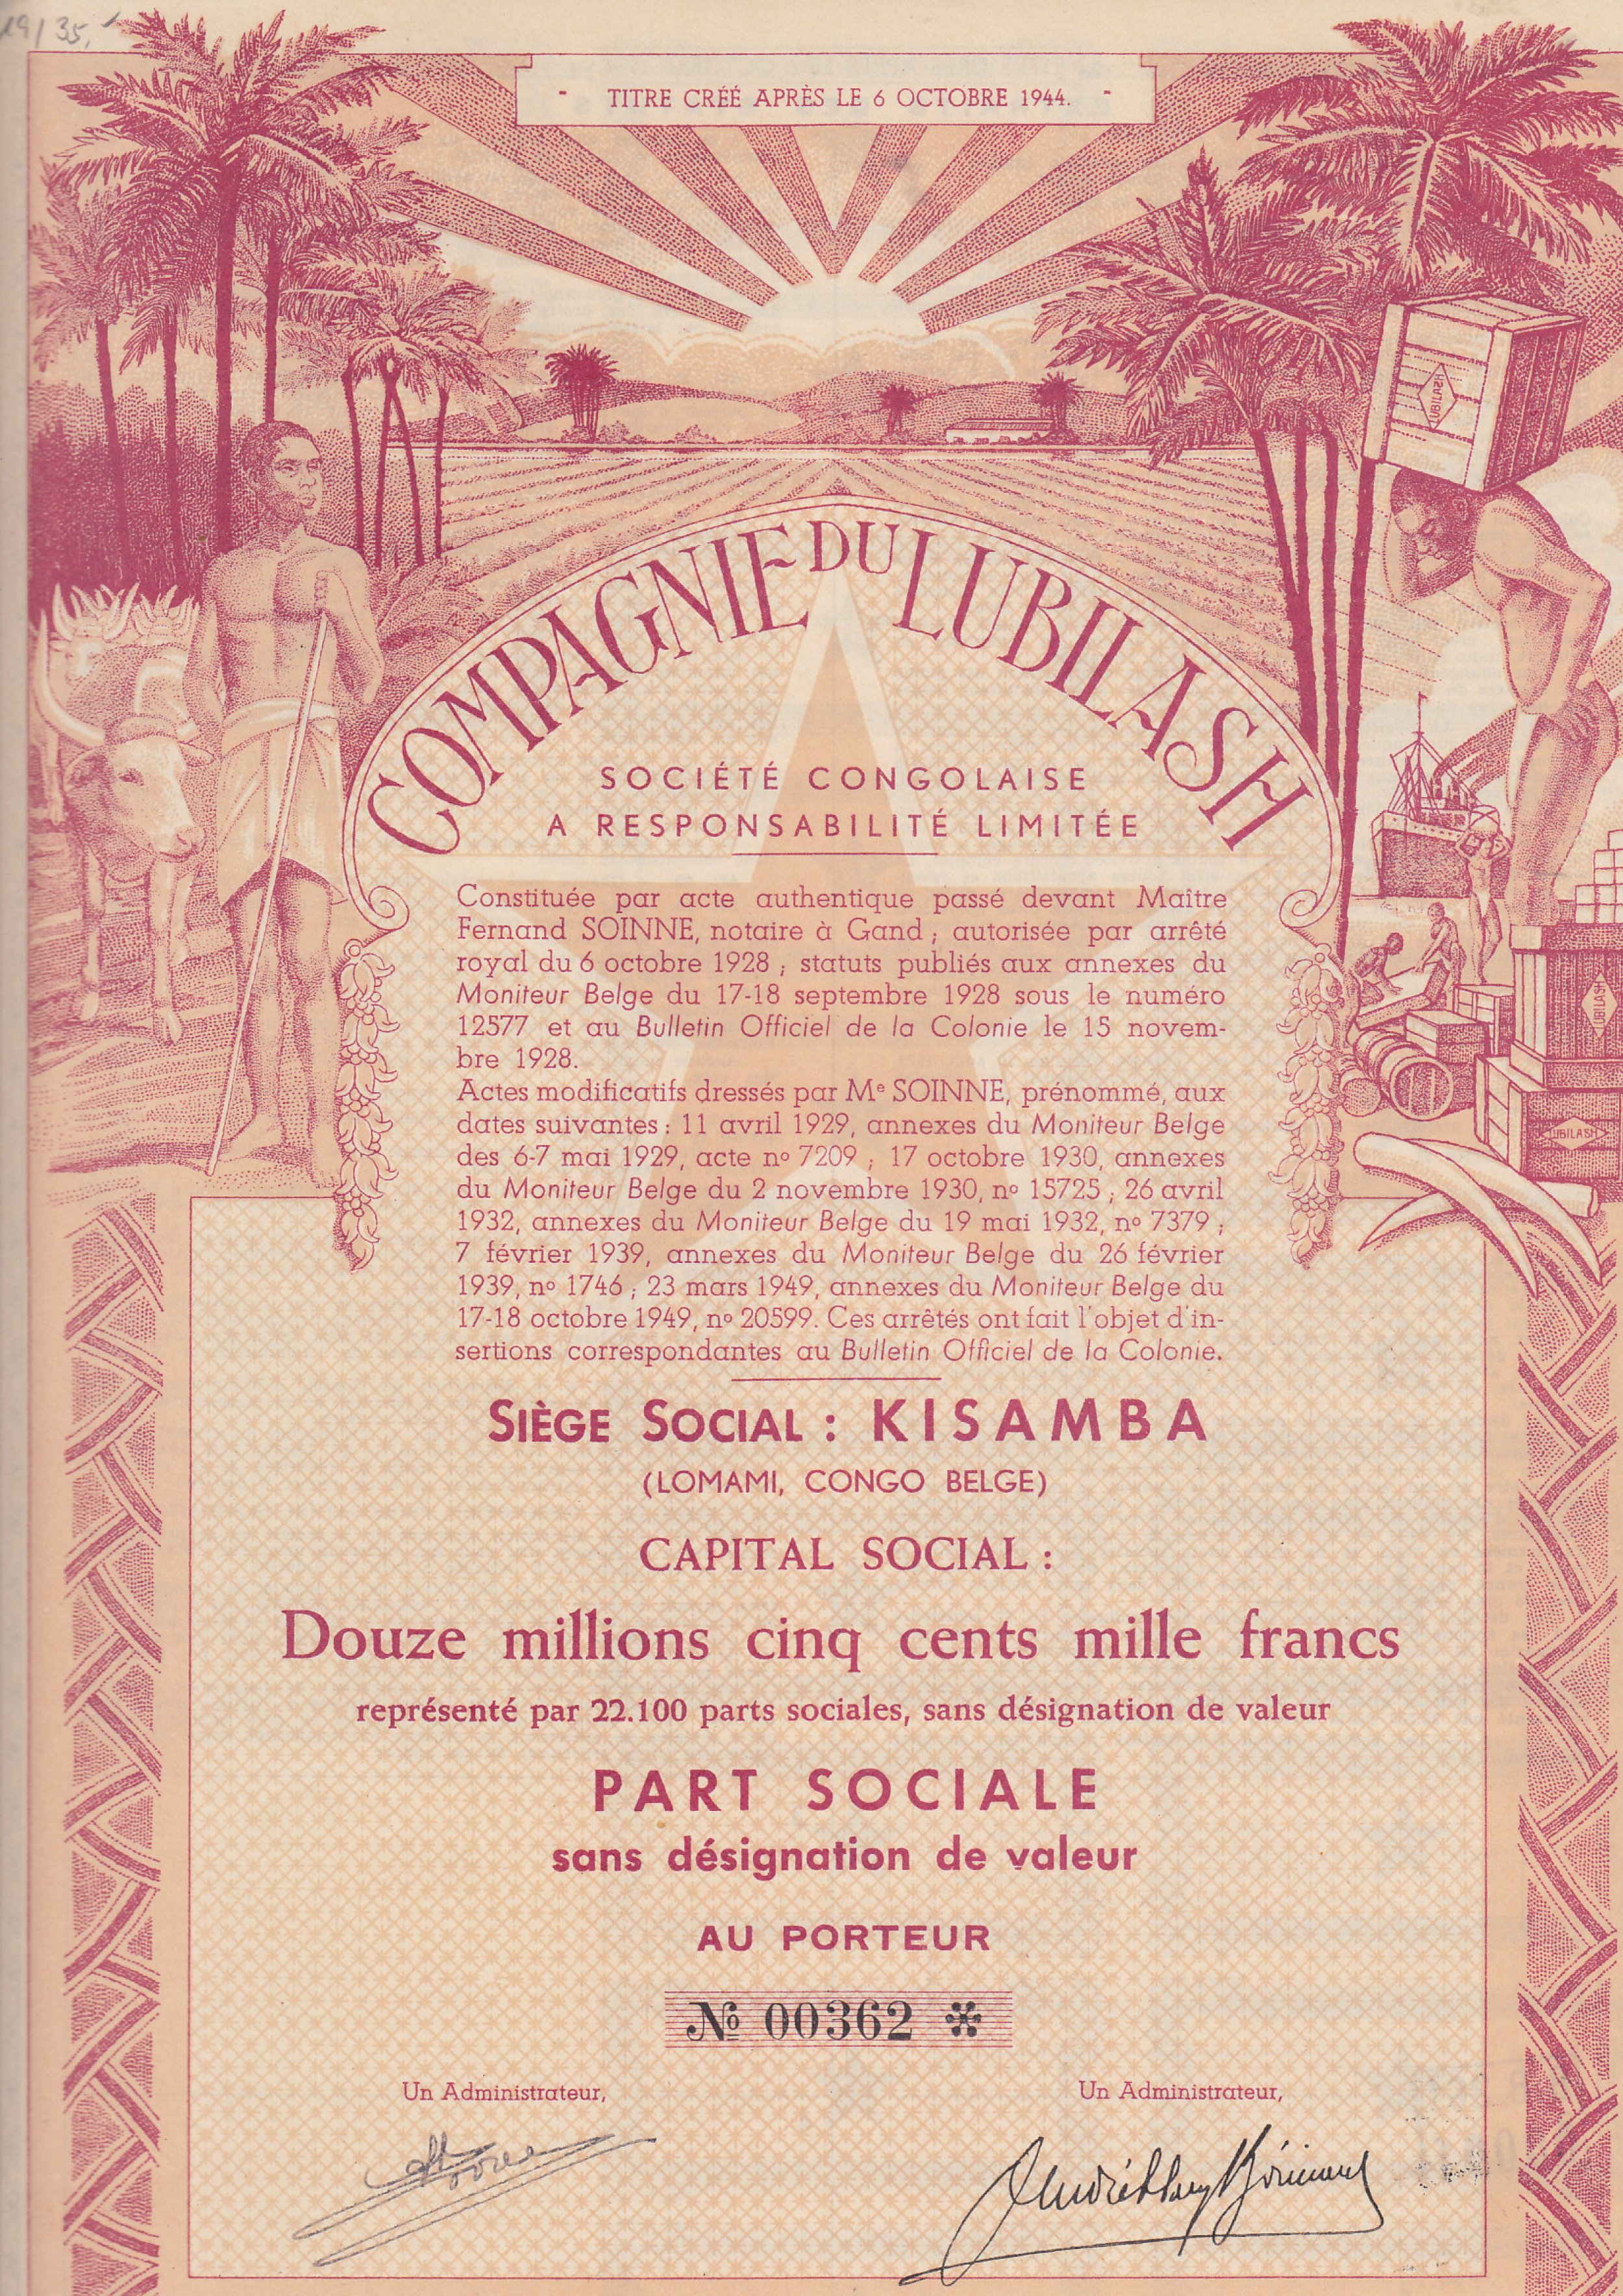 19/35,
- TITRE CRÉÉ APRÈS LE 6 OCTOBRE 1944. -
LUBILASH
COMPAGNIE DU LUBILASH
SOCIÉTÉ CONGOLAISE
A RESPONSABILITÉ LIMITÉE
Constituée par acte authentique passé devant Maître
Fernand SOINNE, notaire à Gand ; autorisée par arrêté
royal du 6 octobre 1928 ; statuts publiés aux annexes du
Moniteur Belge du 17-18 septembre 1928 sous le numéro
12577 et au Bulletin Officiel de la Colonie le 15 novem-
bre 1928.
Actes modificatifs dressés par Me SOINNE, prénommé, aux
dates suivantes : 11 avril 1929, annexes du Moniteur Belge
des 6-7 mai 1929, acte no 7209 ; 17 octobre 1930, annexes
du Moniteur Belge du 2 novembre 1930, no 15725 ; 26 avril
1932, annexes du Moniteur Belge du 19 mai 1932, no 7379 ;
7 février 1939, annexes du Moniteur Belge du 26 février
1939, no 1746 ; 23 mars 1949, annexes du Moniteur Belge du
17-18 octobre 1949, no 20599. Ces arrêtés ont fait l'objet d'in-
sertions correspondantes au Bulletin Officiel de la Colonie.
LUBILASH
LUBILASH
SIÈGE SOCIAL : KISAMBA
(LOMAMI, CONGO BELGE)
CAPITAL SOCIAL :
Douze millions cinq cents mille francs
représenté par 22.100 parts sociales, sans désignation de valeur
PART SOCIALE
sans désignation de valeur
AU PORTEUR
No 00362 *
Un Administrateur,
Un Administrateur,